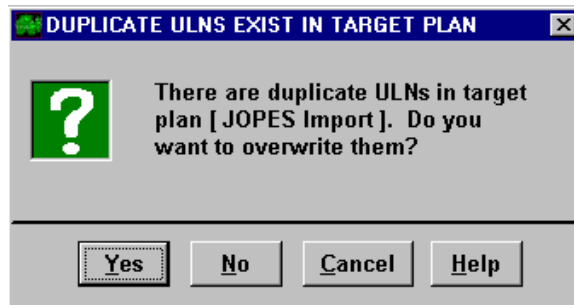 DUPLICATE ULNS EXIST IN TARGET PLAN
There are duplicate ULNs in target
plan [ JOPES Import ].  Do you
want to overwrite them?
Yes No Cancel Help